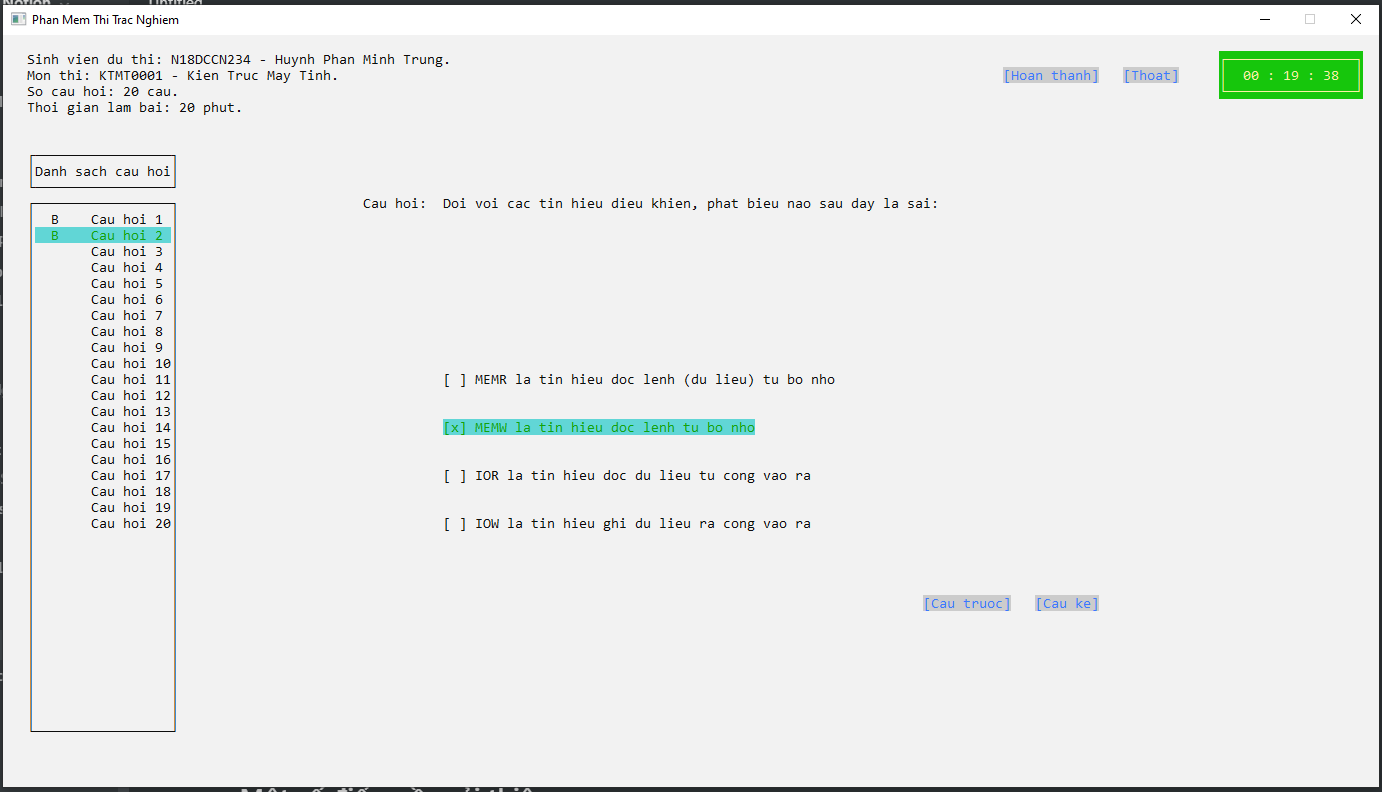 Notion
Untitled
Phan Mem Thi Trac Nghiem
Sinh vien du thi: N18DCCN234 - Huynh Phan Minh Trung.
Mon thi: KTMT0001 - Kien Truc May Tinh.
So cau hoi: 20 cau.
Thoi gian lam bai: 20 phut.
[Hoan thanh] [Thoat]
00 : 19 : 38
Danh sach cau hoi
B Cau hoi 1
B Cau hoi 2
Cau hoi 3
Cau hoi 4
Cau hoi 5
Cau hoi 6
Cau hoi 7
Cau hoi 8
Cau hoi 9
Cau hoi 10
Cau hoi 11
Cau hoi 12
Cau hoi 13
Cau hoi 14
Cau hoi 15
Cau hoi 16
Cau hoi 17
Cau hoi 18
Cau hoi 19
Cau hoi 20
Cau hoi: Doi voi cac tin hieu dieu khien, phat bieu nao sau day la sai:
[ ] MEMR la tin hieu doc lenh (du lieu) tu bo nho
[x] MEMW la tin hieu doc lenh tu bo nho
[ ] IOR la tin hieu doc du lieu tu cong vao ra
[ ] IOW la tin hieu ghi du lieu ra cong vao ra
[Cau truoc] [Cau ke]